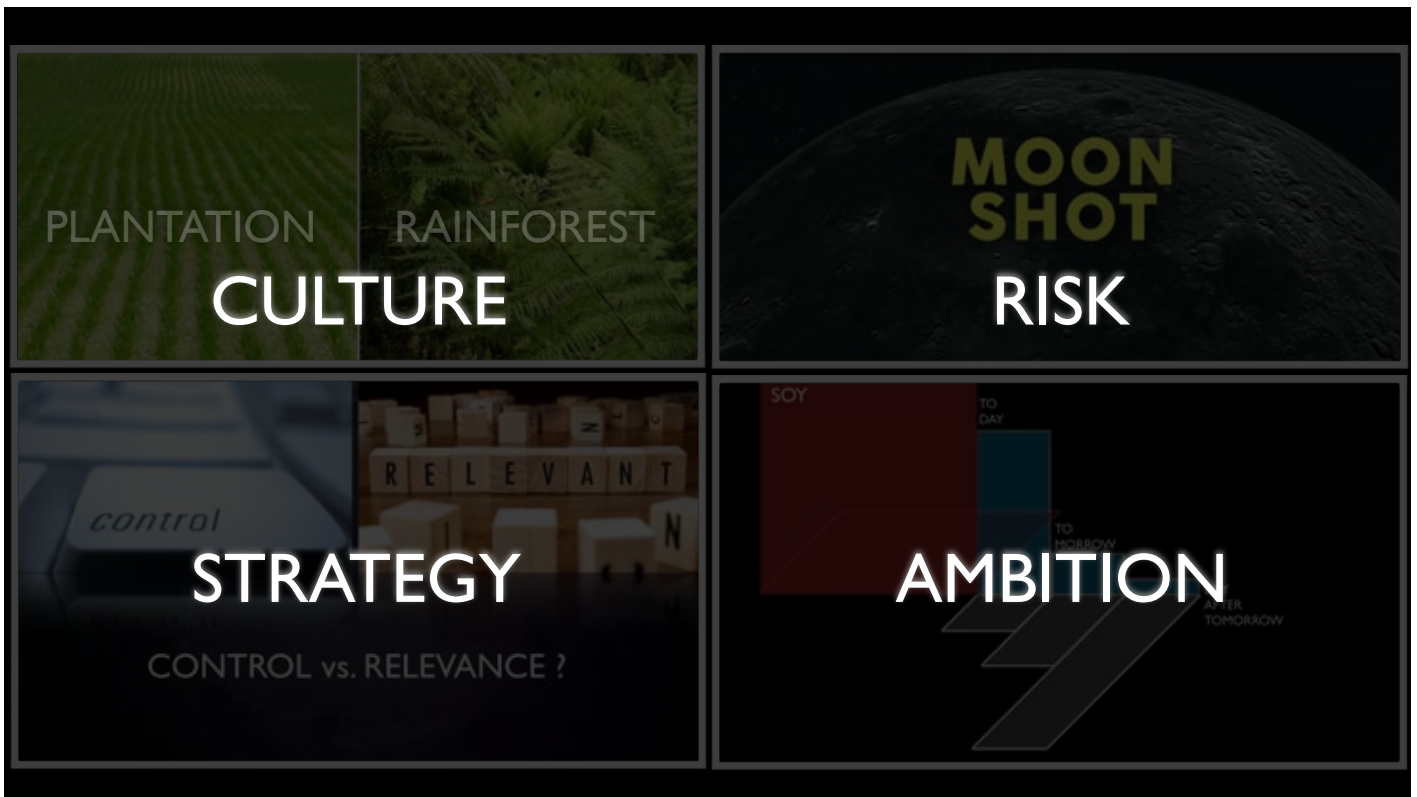 PLANTATION
RAINFOREST
CULTURE
MOON
SHOT
RISK
control
RELEVANT
N
STRATEGY
CONTROL vs. RELEVANCE ?
SOY
TO
DAY
TO
MORROW
AMBITION
AFTER
TOMORROW